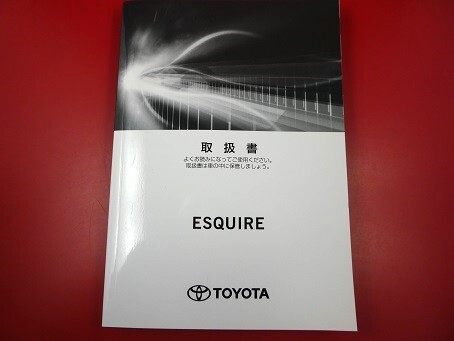 取扱書
よくお読みになってご使用ください。
取扱書は車の中に保管しましょう。
ESQUIRE
TOYOTA